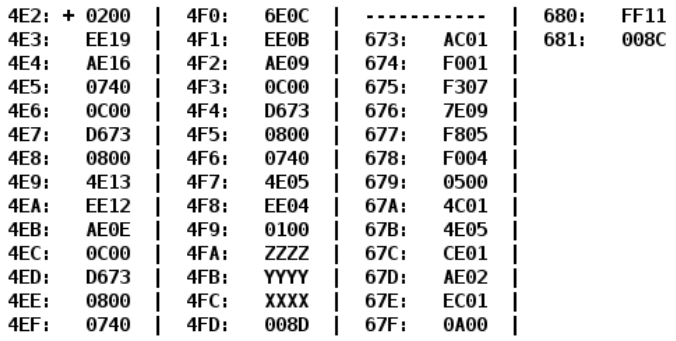 4E2: + 0200 | 4F0: 6E0C | ----------- | 680: FF11
4E3: EE19 | 4F1: EE0B | 673: AC01 | 681: 008C
4E4: AE16 | 4F2: AE09 | 674: F001 |
4E5: 0740 | 4F3: 0C00 | 675: F307 |
4E6: 0C00 | 4F4: D673 | 676: 7E09 |
4E7: D673 | 4F5: 0800 | 677: F805 |
4E8: 0800 | 4F6: 0740 | 678: F004 |
4E9: 4E13 | 4F7: 4E05 | 679: 0500 |
4EA: EE12 | 4F8: EE04 | 67A: 4C01 |
4EB: AE0E | 4F9: 0100 | 67B: 4E05 |
4EC: 0C00 | 4FA: ZZZZ | 67C: CE01 |
4ED: D673 | 4FB: YYYY | 67D: AE02 |
4EE: 0800 | 4FC: XXXX | 67E: EC01 |
4EF: 0740 | 4FD: 008D | 67F: 0A00 |